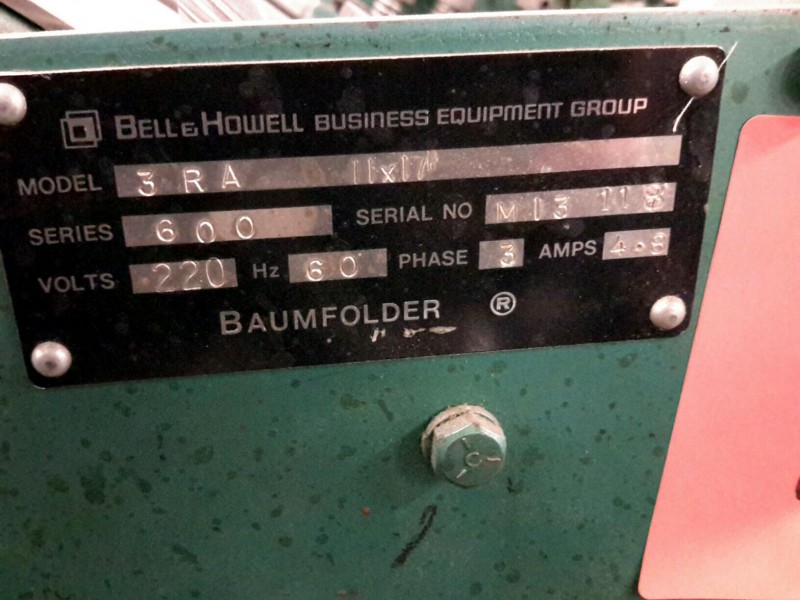 BELL & HOWELL BUSINESS EQUIPMENT GROUP
MODEL 3 RA 11x17
SERIES 600 SERIAL NO M13 118
VOLTS 220 Hz 60 PHASE 3 AMPS 4.6
BAUMFOLDER ®